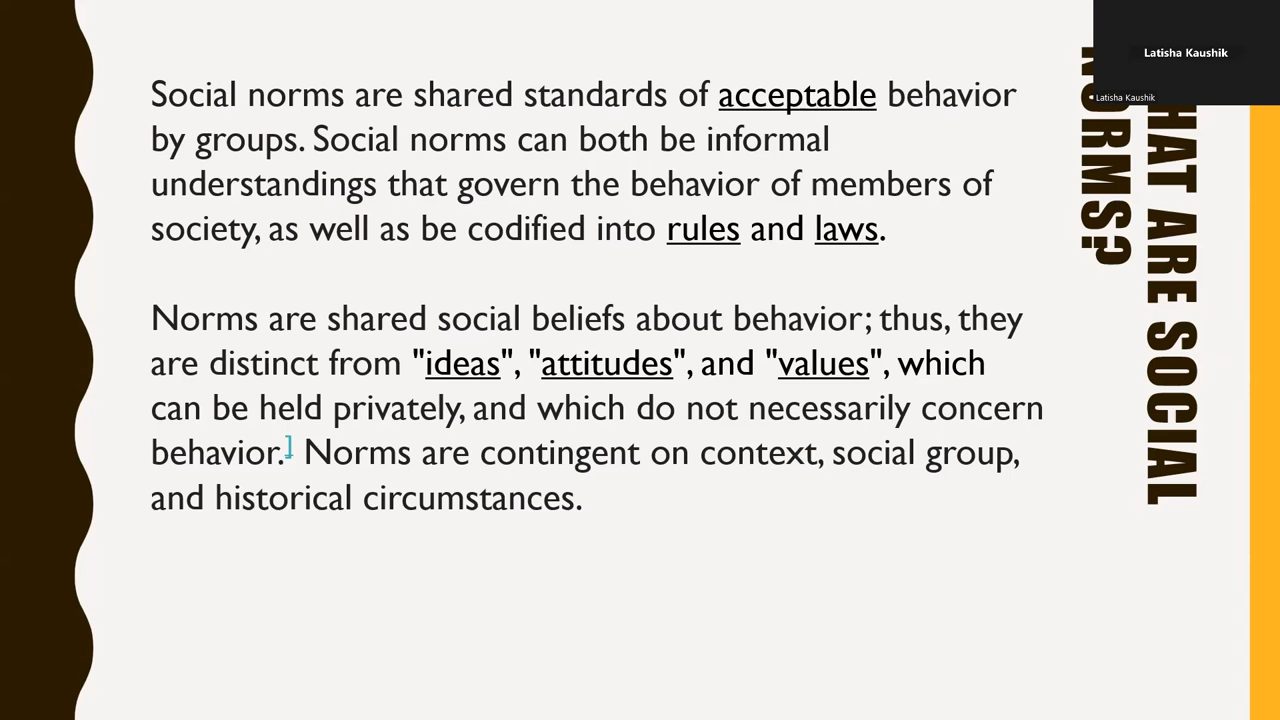 Social norms are shared standards of acceptable behavior
by groups. Social norms can both be informal
understandings that govern the behavior of members of
society, as well as be codified into rules and laws.
Norms are shared social beliefs about behavior; thus, they
are distinct from "ideas", "attitudes", and "values", which
can be held privately, and which do not necessarily concern
behavior.] Norms are contingent on context, social group,
and historical circumstances.
HAT ARE SOCIAL
NORMS?
Latisha Kaushik
Latisha Kaushik